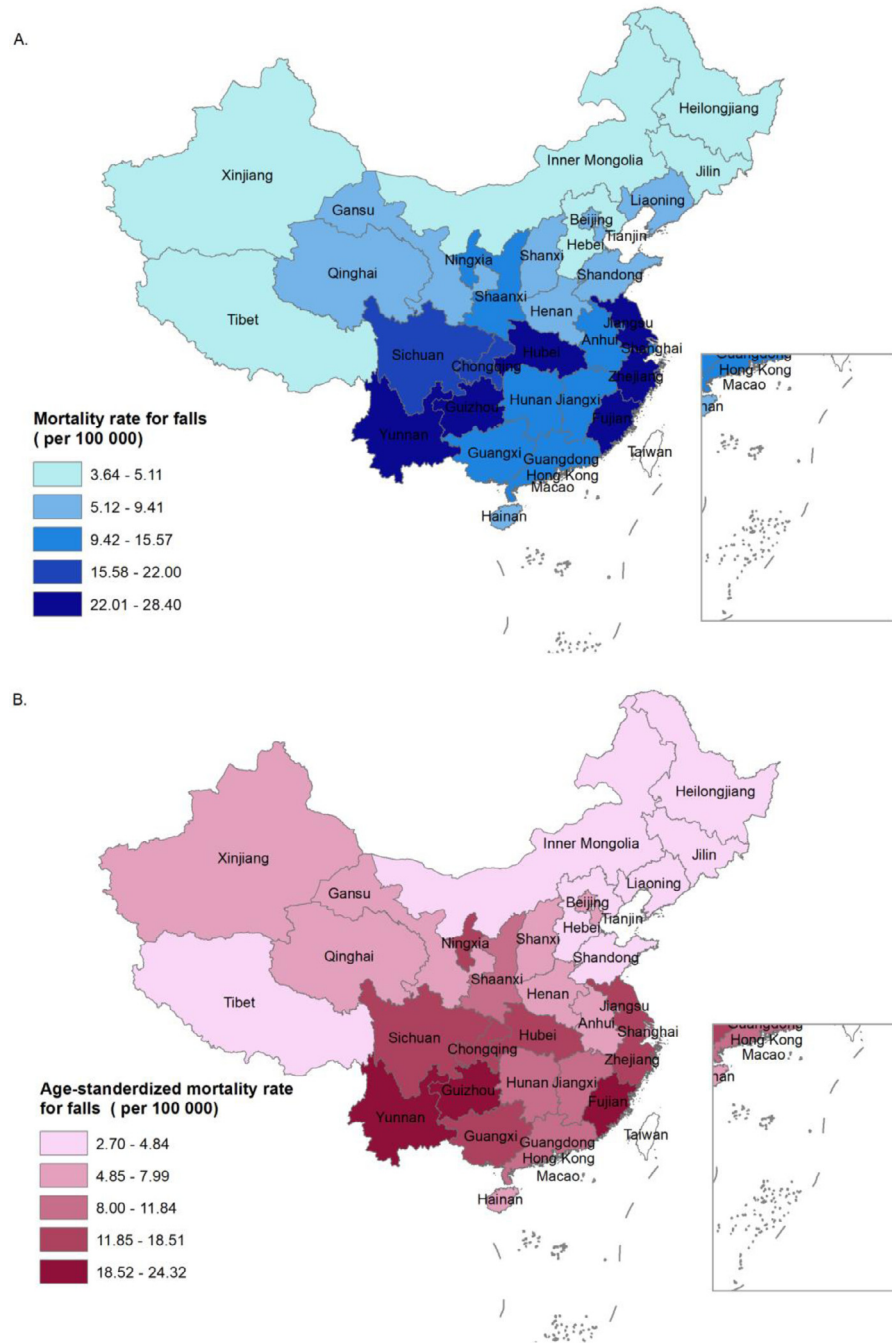 A.
Heilongjiang
Inner Mongolia
Jilin
Xinjiang
Liaoning
Gansu
Beijing
Tianjin
Hebei
Ningxia
Shanxi
Qinghai
Shandong
Shaanxi
Henan
Tibet
Jiangsu
Anhui
Shanghai
Sichuan
Hubei
Chongqing
Zhejiang
Guangdong
Hong Kong
Macao
nan
Hunan
Jiangxi
Guizhou
Fujian
Yunnan
Taiwan
Guangxi
Guangdong
Hong Kong
Macao
Hainan
Mortality rate for falls
( per 100 000)
3.64 - 5.11
5.12 - 9.41
9.42 - 15.57
15.58 - 22.00
22.01 - 28.40
B.
Heilongjiang
Inner Mongolia
Jilin
Xinjiang
Liaoning
Gansu
Beijing
Tianjin
Hebei
Ningxia
Shanxi
Qinghai
Shandong
Shaanxi
Henan
Tibet
Jiangsu
Anhui
Shanghai
Sichuan
Hubei
Chongqing
Zhejiang
Guangdong
Hong Kong
Macao
nan
Hunan
Jiangxi
Guizhou
Fujian
Yunnan
Taiwan
Guangxi
Guangdong
Hong Kong
Macao
Hainan
Age-standerdized mortality rate
for falls ( per 100 000)
2.70 - 4.84
4.85 - 7.99
8.00 - 11.84
11.85 - 18.51
18.52 - 24.32